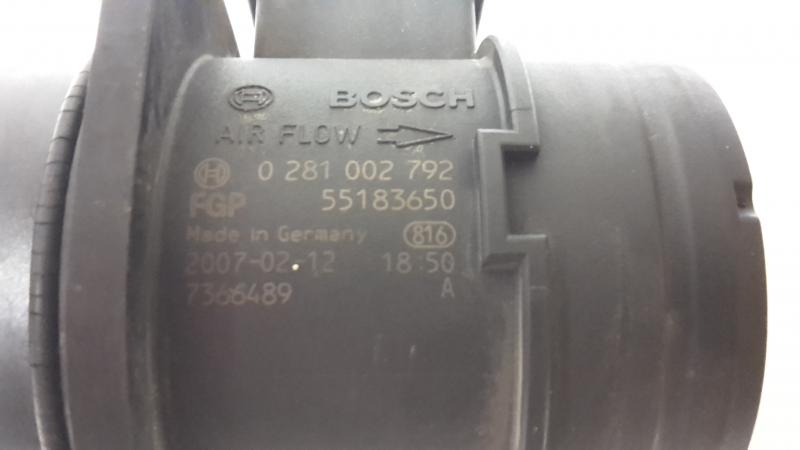 BOSCH
AIR FLOW
0 281 002 792
FGP 55183650
Made in Germany 816
2007-02-12 18:50
7366489 A